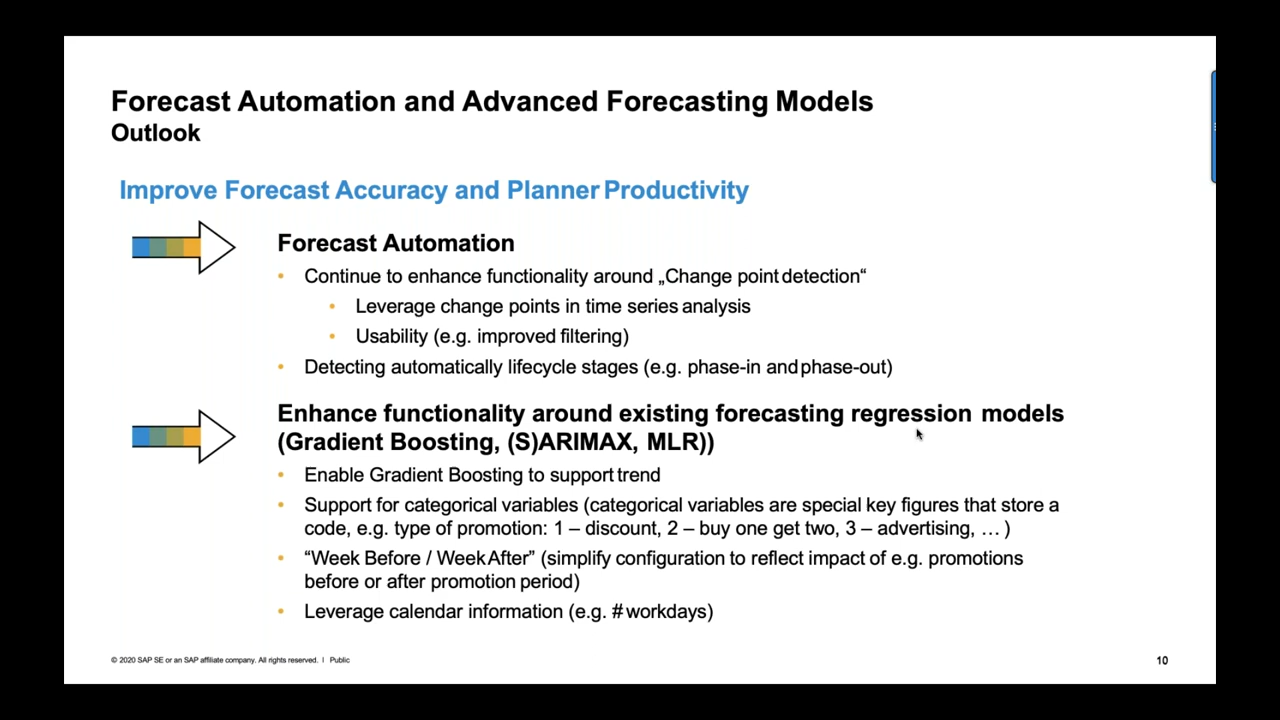 Forecast Automation and Advanced Forecasting Models
Outlook
Improve Forecast Accuracy and Planner Productivity
Forecast Automation
• Continue to enhance functionality around „Change point detection“
• Leverage change points in time series analysis
• Usability (e.g. improved filtering)
• Detecting automatically lifecycle stages (e.g. phase-in and phase-out)
Enhance functionality around existing forecasting regression models
(Gradient Boosting, (S)ARIMAX, MLR))
• Enable Gradient Boosting to support trend
• Support for categorical variables (categorical variables are special key figures that store a
code, e.g. type of promotion: 1 – discount, 2 – buy one get two, 3 – advertising, … )
• “Week Before / Week After” (simplify configuration to reflect impact of e.g. promotions
before or after promotion period)
• Leverage calendar information (e.g. # workdays)
© 2020 SAP SE or an SAP affiliate company. All rights reserved. I Public
10